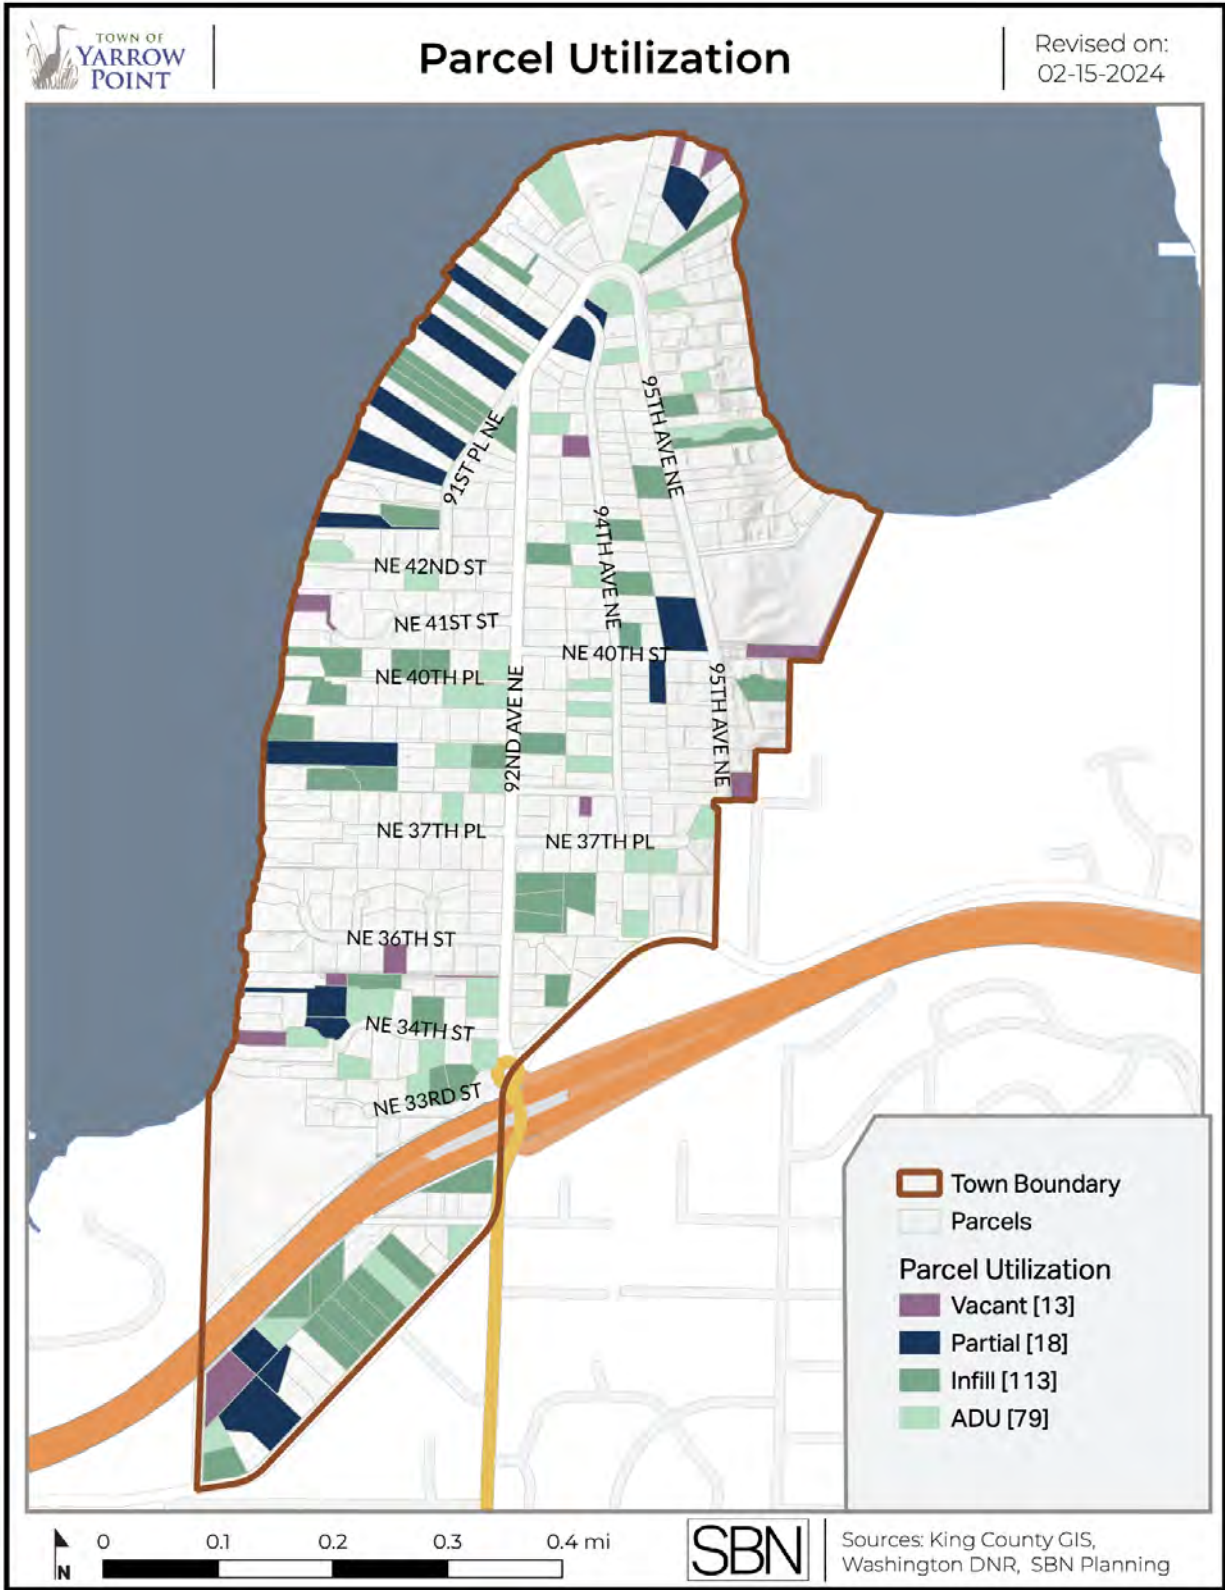 TOWN OF
YARROW
POINT
Parcel Utilization
Revised on:
02-15-2024
91ST PL NE
95TH AVE NE
94TH AVE NE
NE 42ND ST
NE 41ST ST
NE 40TH ST
NE 40TH PL
92ND AVE NE
95TH AVE NE
NE 37TH PL
NE 37TH PL
NE 36TH ST
NE 34TH ST
NE 33RD ST
Town Boundary
Parcels
Parcel Utilization
Vacant [13]
Partial [18]
Infill [113]
ADU [79]
N
0 0.1 0.2 0.3 0.4 mi
SBN
Sources: King County GIS,
Washington DNR, SBN Planning